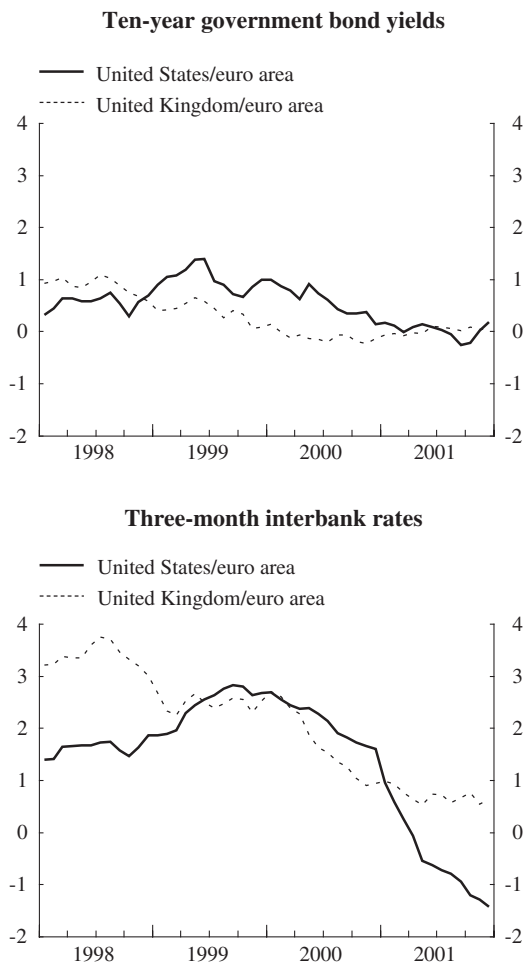 Ten-year government bond yields
United States/euro area
United Kingdom/euro area
4 4
3 3
2 2
1 1
0 0
-1 -1
-2 -2
1998 1999 2000 2001
Three-month interbank rates
United States/euro area
United Kingdom/euro area
4 4
3 3
2 2
1 1
0 0
-1 -1
-2 -2
1998 1999 2000 2001